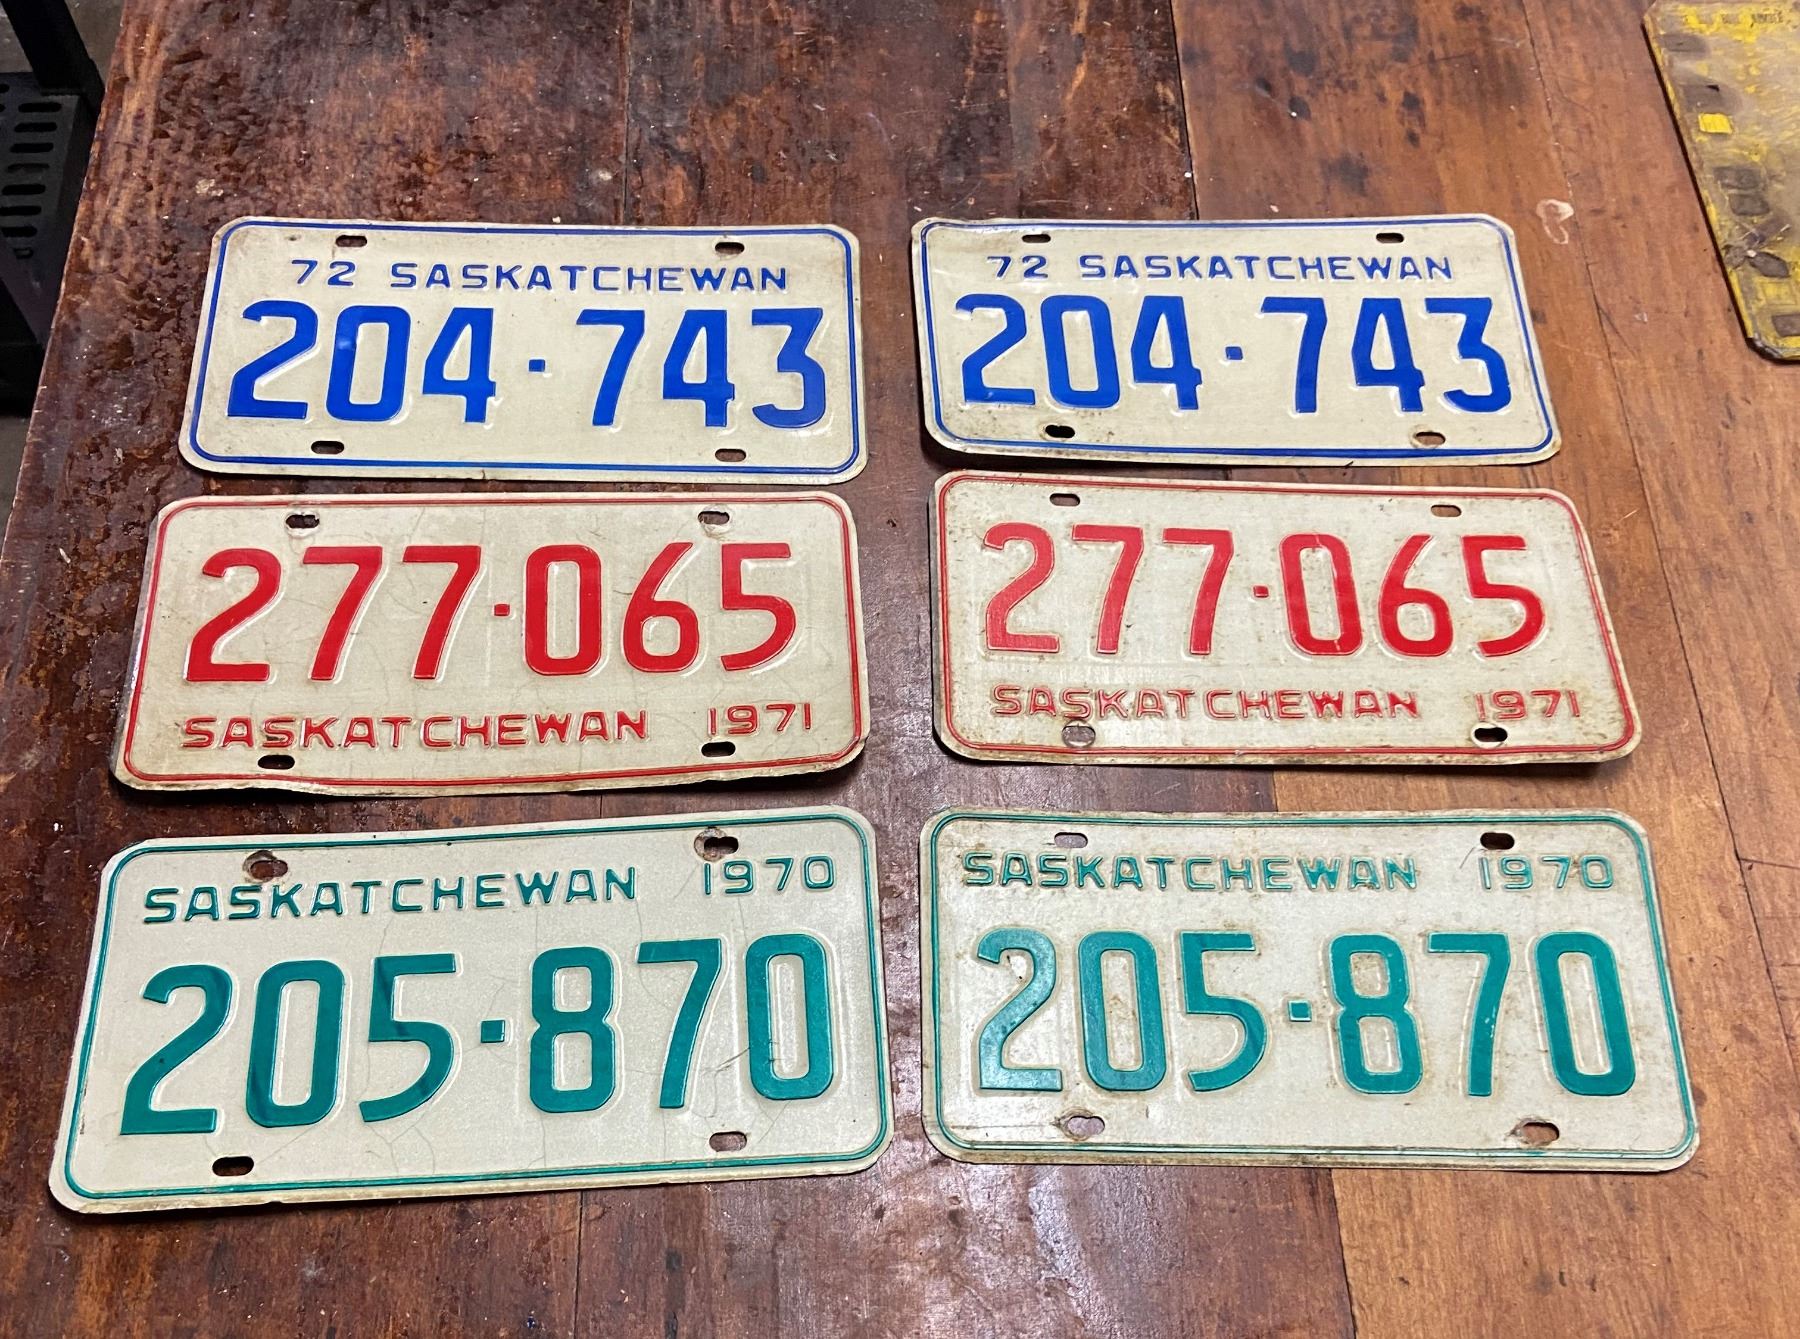 72 SASKATCHEWAN
204·743
72 SASKATCHEWAN
204·743
277·065
SASKATCHEWAN 1971
277·065
SASKATCHEWAN 1971
SASKATCHEWAN 1970
205·870
SASKATCHEWAN 1970
205·870